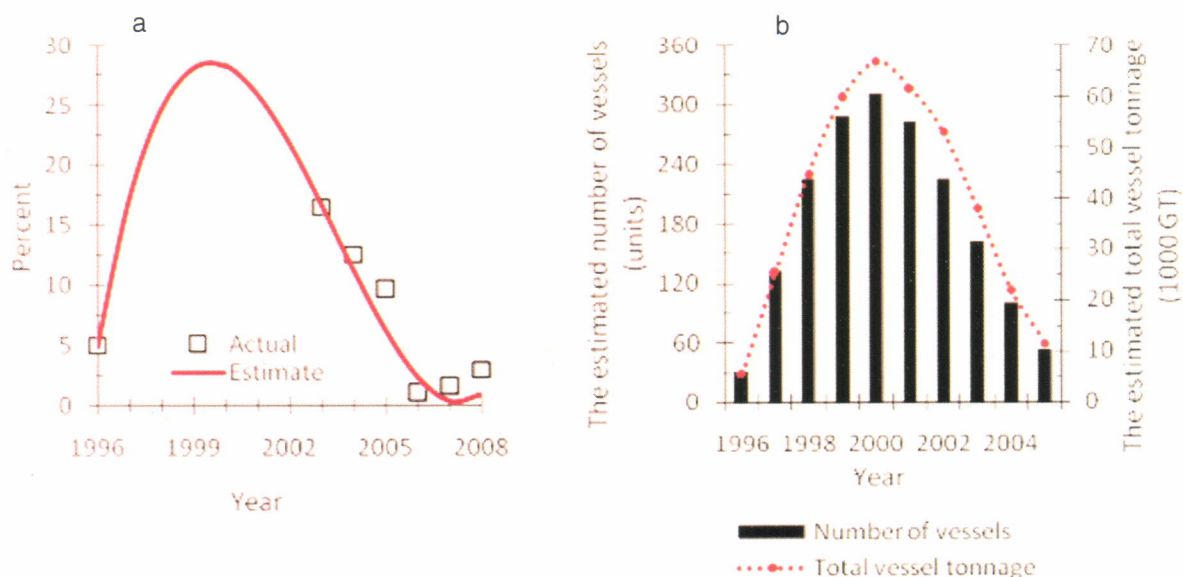 a
30
25
20
15
10
5
0
Percent
Actual
Estimate
1996 1999 2002 2005 2008
Year
b
The estimated number of vessels
(units)
360
300
240
180
120
60
0
70
60
50
40
30
20
10
0
The estimated total vessel tonnage
(1000 GT)
1996 1998 2000 2002 2004
Year
Number of vessels
Total vessel tonnage